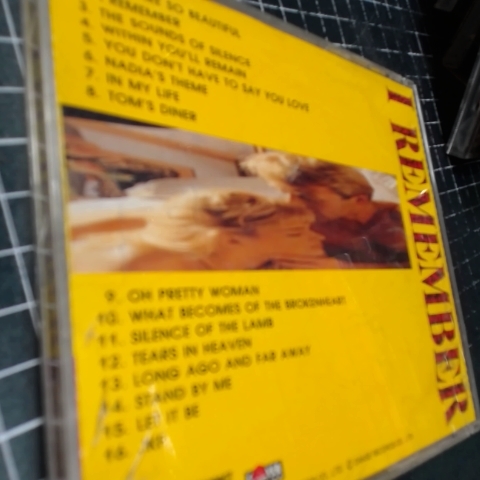 SO BEAUTIFUL
3. I REMEMBER
4. THE SOUNDS OF SILENCE
5. WITHIN YOU'LL REMAIN
6. YOU DON'T HAVE TO SAY YOU LOVE
7. NADIA'S THEME
8. IN MY LIFE
TOM'S DINER
9. OH PRETTY WOMAN
10. WHAT BECOMES OF THE BROKENHEART
11. SILENCE OF THE LAMB
12. TEARS IN HEAVEN
13. LONG AGO AND FAR AWAY
14. STAND BY ME
15. LET IT BE
16.
I REMEMBER